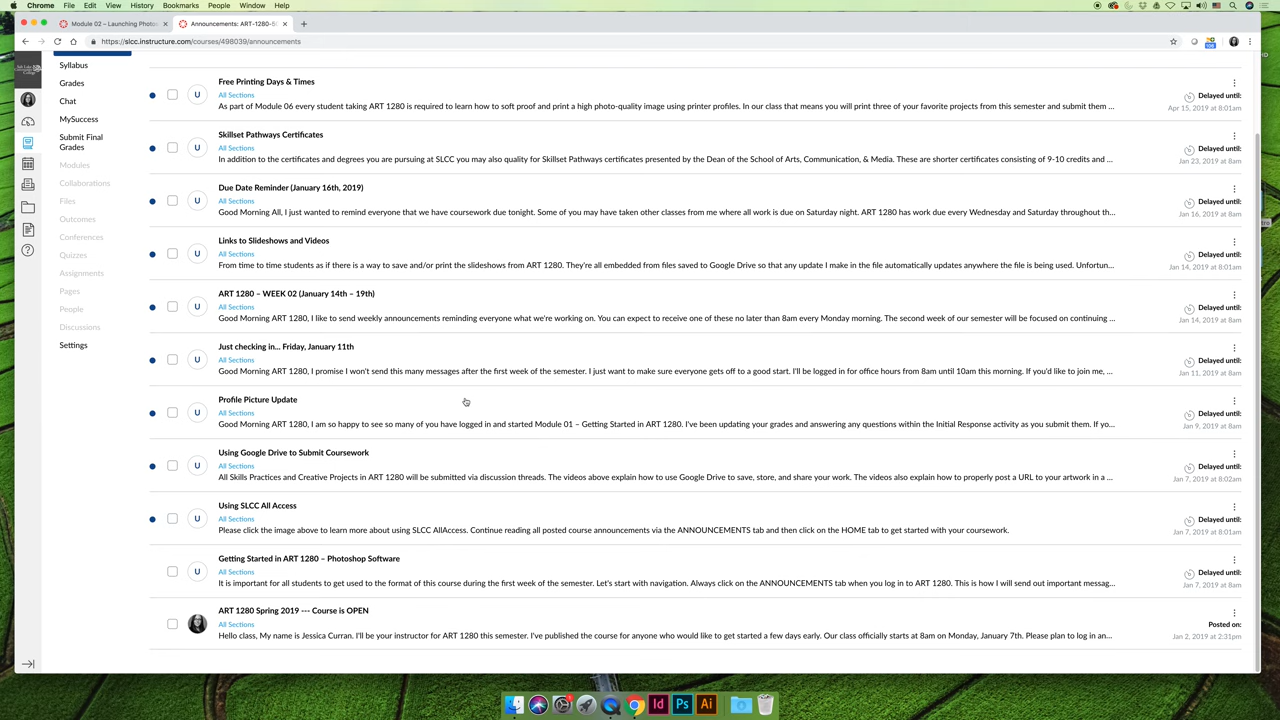 Chrome File Edit View History Bookmarks People Window Help
Module 02 – Launching Photos
Announcements: ART-1280-5
https://slcc.instructure.com/courses/498039/announcements
Syllabus
Grades
Chat
MySuccess
Submit Final
Grades
Modules
Collaborations
Files
Outcomes
Conferences
Quizzes
Assignments
Pages
People
Discussions
Settings
Free Printing Days & Times
U
All Sections
Delayed until:
As part of Module 06 every student taking ART 1280 is required to learn how to soft proof and print a high photo-quality image using printer profiles. In our class that means you will print three of your favorite projects from this semester and submit them ...
Apr 15, 2019 at 8:01am
Skillset Pathways Certificates
U
All Sections
Delayed until:
In addition to the certificates and degrees you are pursuing at SLCC you may also quality for Skillset Pathways certificates presented by the Dean of the School of Arts, Communication, & Media. These are shorter certificates consisting of 9-10 credits and ...
Jan 23, 2019 at 8am
Due Date Reminder (January 16th, 2019)
U
All Sections
Delayed until:
Good Morning All, I just wanted to remind everyone that we have coursework due tonight. Some of you may have taken other classes from me where all work is due on Saturday night. ART 1280 has work due every Wednesday and Saturday throughout th...
Jan 16, 2019 at 8am
Links to Slideshows and Videos
U
All Sections
Delayed until:
From time to time students as if there is a way to save and/or print the slideshows from ART 1280. They're all embedded from files saved to Google Drive so that any update I make in the file automatically updates anywhere the file is being used. Unfortun...
Jan 14, 2019 at 8:01am
ART 1280 – WEEK 02 (January 14th – 19th)
U
All Sections
Delayed until:
Good Morning ART 1280, I like to send weekly announcements reminding everyone what we're working on. You can expect to receive one of these no later than 8am every Monday morning. The second week of our semester will be focused on continuing ...
Jan 14, 2019 at 8am
Just checking in... Friday, January 11th
U
All Sections
Delayed until:
Good Morning ART 1280, I promise I won't send this many messages after the first week of the semester. I just want to make sure everyone gets off to a good start. I'll be logged in for office hours from 8am until 10am this morning. If you'd like to join me, ...
Jan 11, 2019 at 8am
Profile Picture Update
U
All Sections
Delayed until:
Good Morning ART 1280, I am so happy to see so many of you have logged in and started Module 01 – Getting Started in ART 1280. I've been updating your grades and answering any questions within the Initial Response activity as you submit them. If yo...
Jan 9, 2019 at 8am
Using Google Drive to Submit Coursework
U
All Sections
Delayed until:
All Skills Practices and Creative Projects in ART 1280 will be submitted via discussion threads. The videos above explain how to use Google Drive to save, store, and share your work. The videos also explain how to properly post a URL to your artwork in a ...
Jan 7, 2019 at 8:02am
Using SLCC All Access
U
All Sections
Delayed until:
Please click the image above to learn more about using SLCC AllAccess. Continue reading all posted course announcements via the ANNOUNCEMENTS tab and then click on the HOME tab to get started with your coursework.
Jan 7, 2019 at 8:01am
Getting Started in ART 1280 – Photoshop Software
U
All Sections
Delayed until:
It is important for all students to get used to the format of this course during the first week of the semester. Let's start with navigation. Always click on the ANNOUNCEMENTS tab when you log in to ART 1280. This is how I will send out important messag...
Jan 7, 2019 at 8am
ART 1280 Spring 2019 --- Course is OPEN
All Sections
Posted on:
Hello class, My name is Jessica Curran. I'll be your instructor for ART 1280 this semester. I've published the course for anyone who would like to get started a few days early. Our class officially starts at 8am on Monday, January 7th. Please plan to log in an...
Jan 2, 2019 at 2:31pm
Id Ps Ai